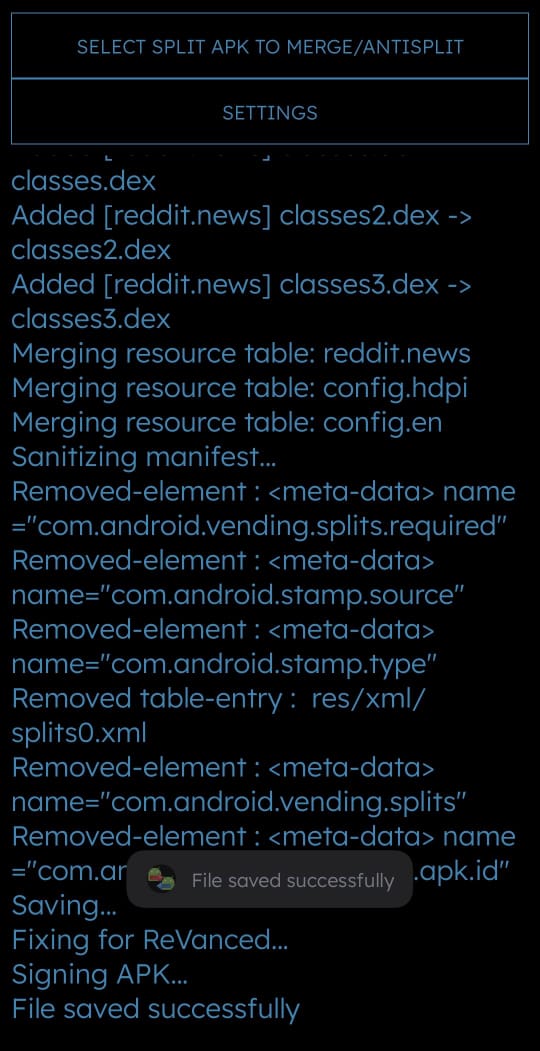 SELECT SPLIT APK TO MERGE/ANTISPLIT
SETTINGS
classes.dex
Added [reddit.news] classes2.dex ->
classes2.dex
Added [reddit.news] classes3.dex ->
classes3.dex
Merging resource table: reddit.news
Merging resource table: config.hdpi
Merging resource table: config.en
Sanitizing manifest...
Removed-element : <meta-data> name
="com.android.vending.splits.required"
Removed-element : <meta-data>
name="com.android.stamp.source"
Removed-element : <meta-data>
name="com.android.stamp.type"
Removed table-entry :  res/xml/
splits0.xml
Removed-element : <meta-data>
name="com.android.vending.splits"
Removed-element : <meta-data> name
="com.an .apk.id"
File saved successfully
Saving...
Fixing for ReVanced...
Signing APK...
File saved successfully